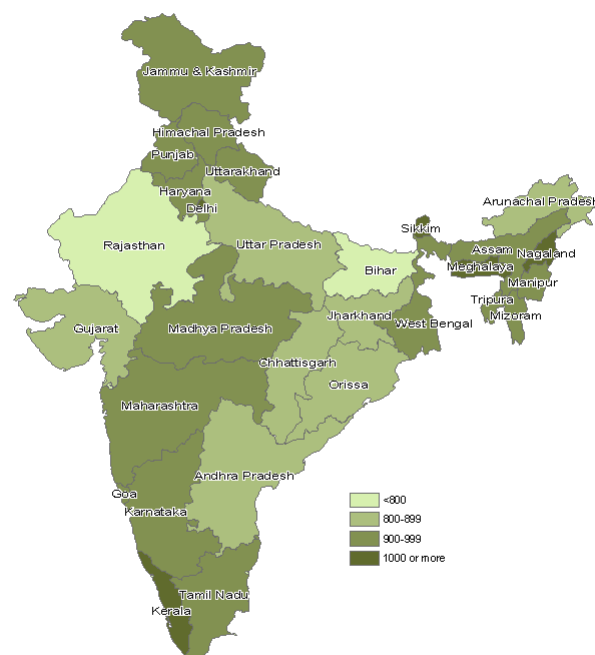 Jammu & Kashmir
Himachal Pradesh
Punjab
Uttarakhand
Haryana
Delhi
Arunachal Pradesh
Sikkim
Rajasthan
Uttar Pradesh
Assam
Nagaland
Bihar
Meghalaya
Manipur
Tripura
Mizoram
Gujarat
Madhya Pradesh
Jharkhand
West Bengal
Chhattisgarh
Orissa
Maharashtra
Andhra Pradesh
Goa
Karnataka
Tamil Nadu
Kerala
<800
800-899
900-999
1000 or more